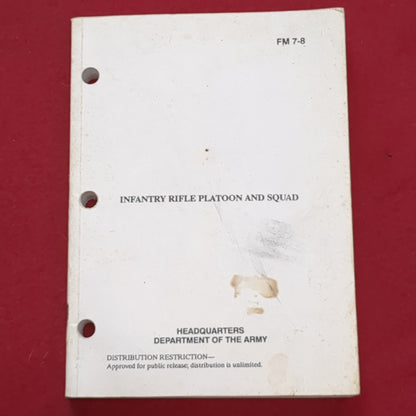 FM 7-8
INFANTRY RIFLE PLATOON AND SQUAD
HEADQUARTERS
DEPARTMENT OF THE ARMY
DISTRIBUTION RESTRICTION—
Approved for public release; distribution is unlimited.